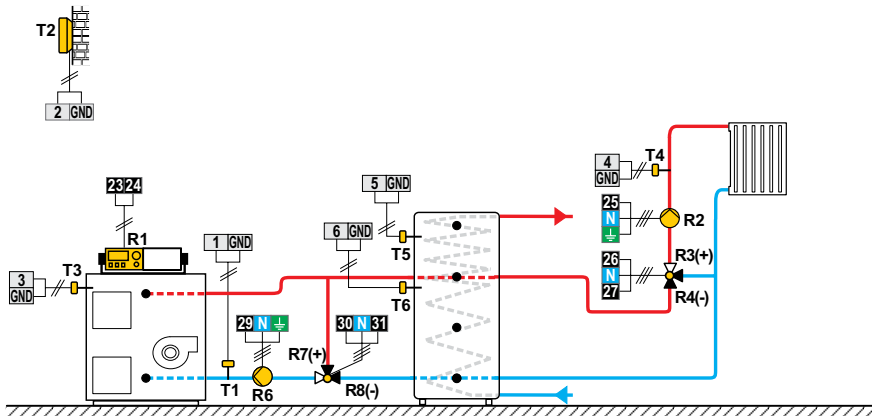 T2
2 GND
4
GND
T4
23 24
5 GND
25
N
R2
1 GND
6 GND
T5
R1
R3(+)
26
N
27
T3
3
GND
T6
R4(-)
29 N
30 N 31
R7(+)
T1
R6
R8(-)